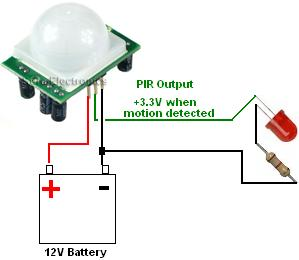 PIR Output
+3.3V when
motion detected
+
-
12V Battery